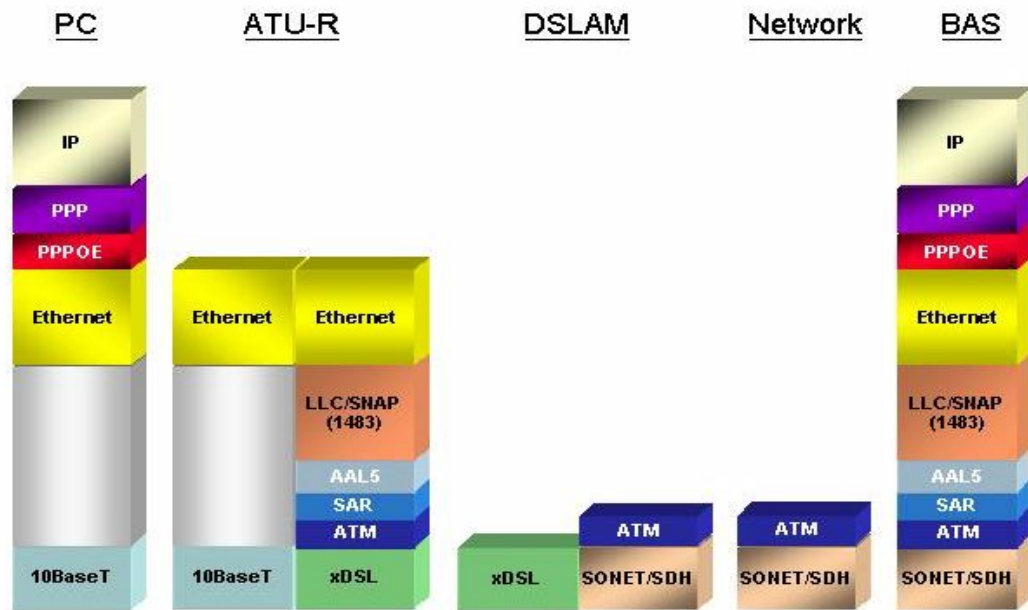 PC
ATU-R
DSLAM
Network
BAS
IP
PPP
PPPOE
Ethernet
10BaseT
Ethernet
10BaseT
Ethernet
LLC/SNAP
(1483)
AAL5
SAR
ATM
xDSL
xDSL
ATM
SONET/SDH
ATM
SONET/SDH
IP
PPP
PPPOE
Ethernet
LLC/SNAP
(1483)
AAL5
SAR
ATM
SONET/SDH